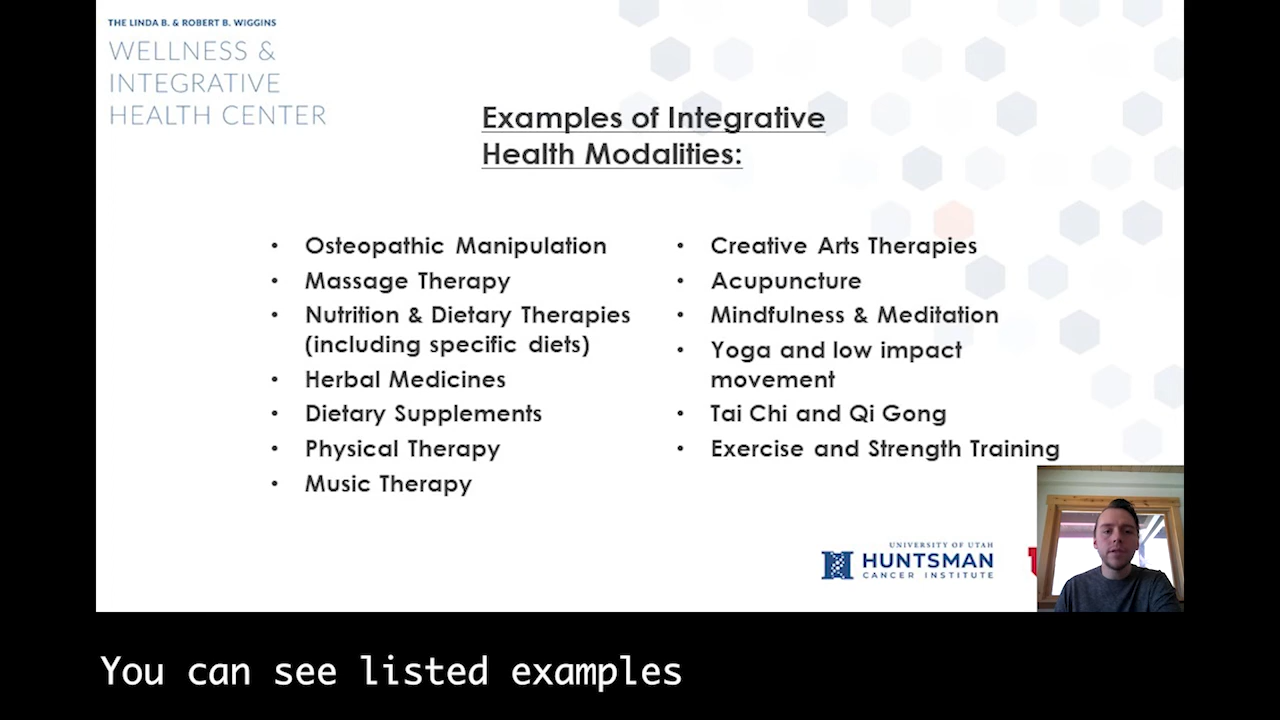 THE LINDA B. & ROBERT B. WIGGINS
WELLNESS &
INTEGRATIVE
HEALTH CENTER
Examples of Integrative
Health Modalities:
• Osteopathic Manipulation
• Massage Therapy
• Nutrition & Dietary Therapies
(including specific diets)
• Herbal Medicines
• Dietary Supplements
• Physical Therapy
• Music Therapy
• Creative Arts Therapies
• Acupuncture
• Mindfulness & Meditation
• Yoga and low impact
movement
• Tai Chi and Qi Gong
• Exercise and Strength Training
UNIVERSITY OF UTAH
HUNTSMAN
CANCER INSTITUTE
You can see listed examples